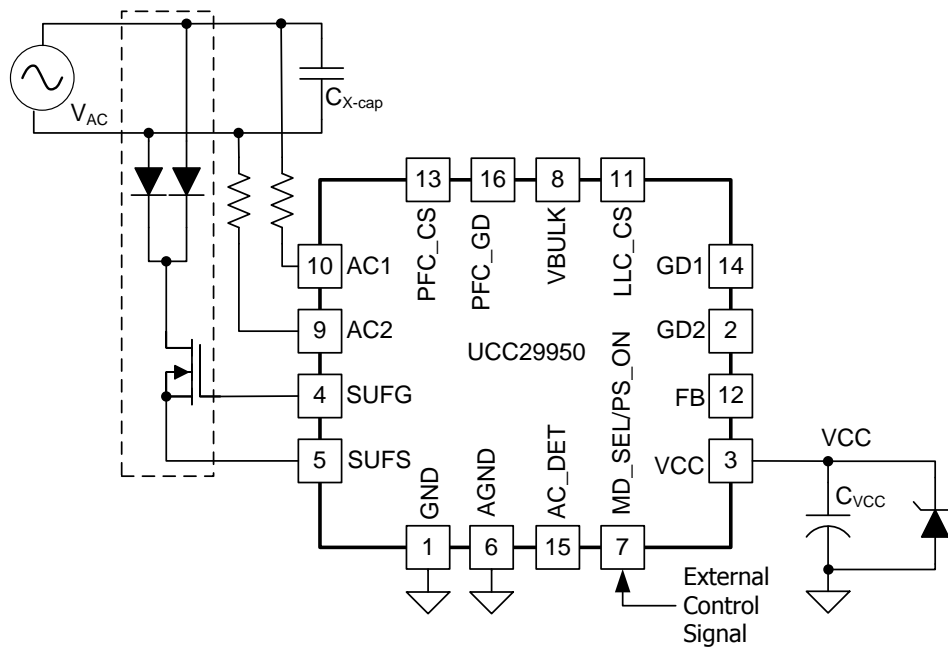 V_AC
C_X-cap
13
16
8
11
PFC_CS
PFC_GD
VBULK
LLC_CS
10
AC1
9
AC2
4
SUFG
5
SUFS
UCC29950
GD1
14
GD2
2
FB
12
VCC
3
VCC
C_VCC
GND
AGND
AC_DET
MD_SEL/PS_ON
1
6
15
7
External
Control
Signal